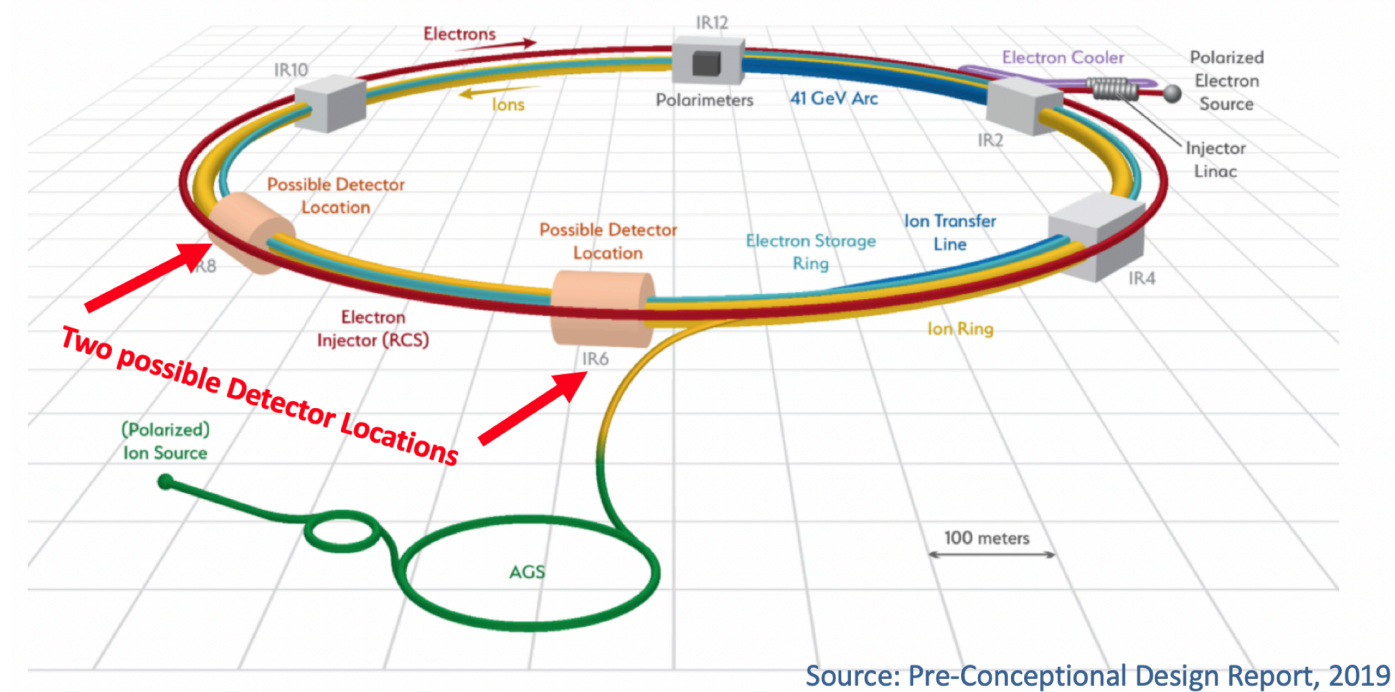 IR12
Electrons
Electron Cooler
Polarized
Electron
Source
IR10
Ions
Polarimeters
41 GeV Arc
IR2
Injector
Linac
Possible Detector
Location
Possible Detector
Location
Ion Transfer
Line
Electron Storage
Ring
R8
IR4
Electron
Injector (RCS)
Ion Ring
IR6
Two possible Detector Locations
(Polarized)
Ion Source
100 meters
AGS
Source: Pre-Conceptual Design Report, 2019